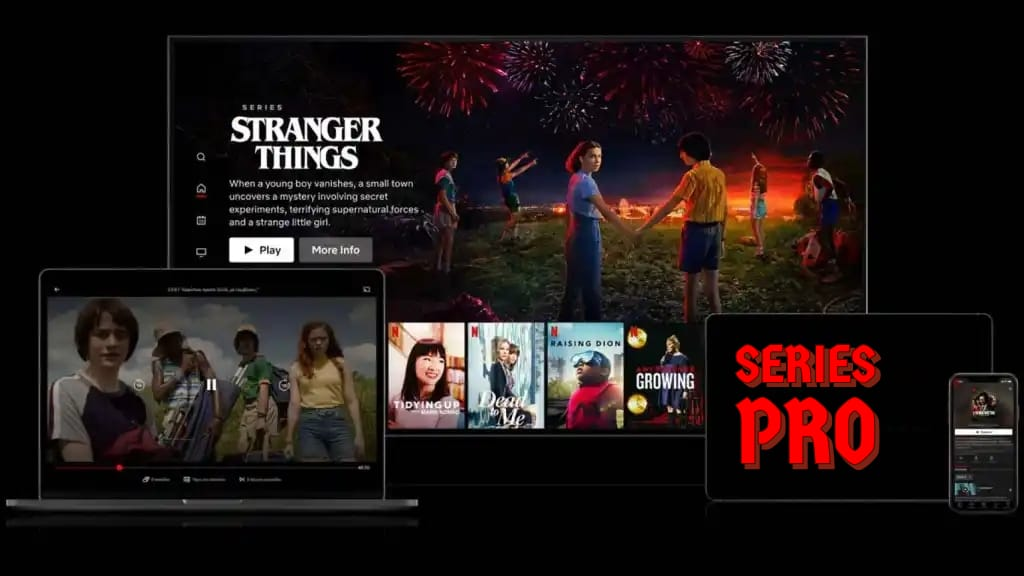 SERIES
STRANGER
THINGS
When a young boy vanishes, a small town
uncovers a mystery involving secret
experiments, terrifying supernatural forces
and a strange little girl.
Play
More Info
N
TIDYING UP
N
Dead
to Me
N
RAISING DION
N
GROWING
SERIES
PRO